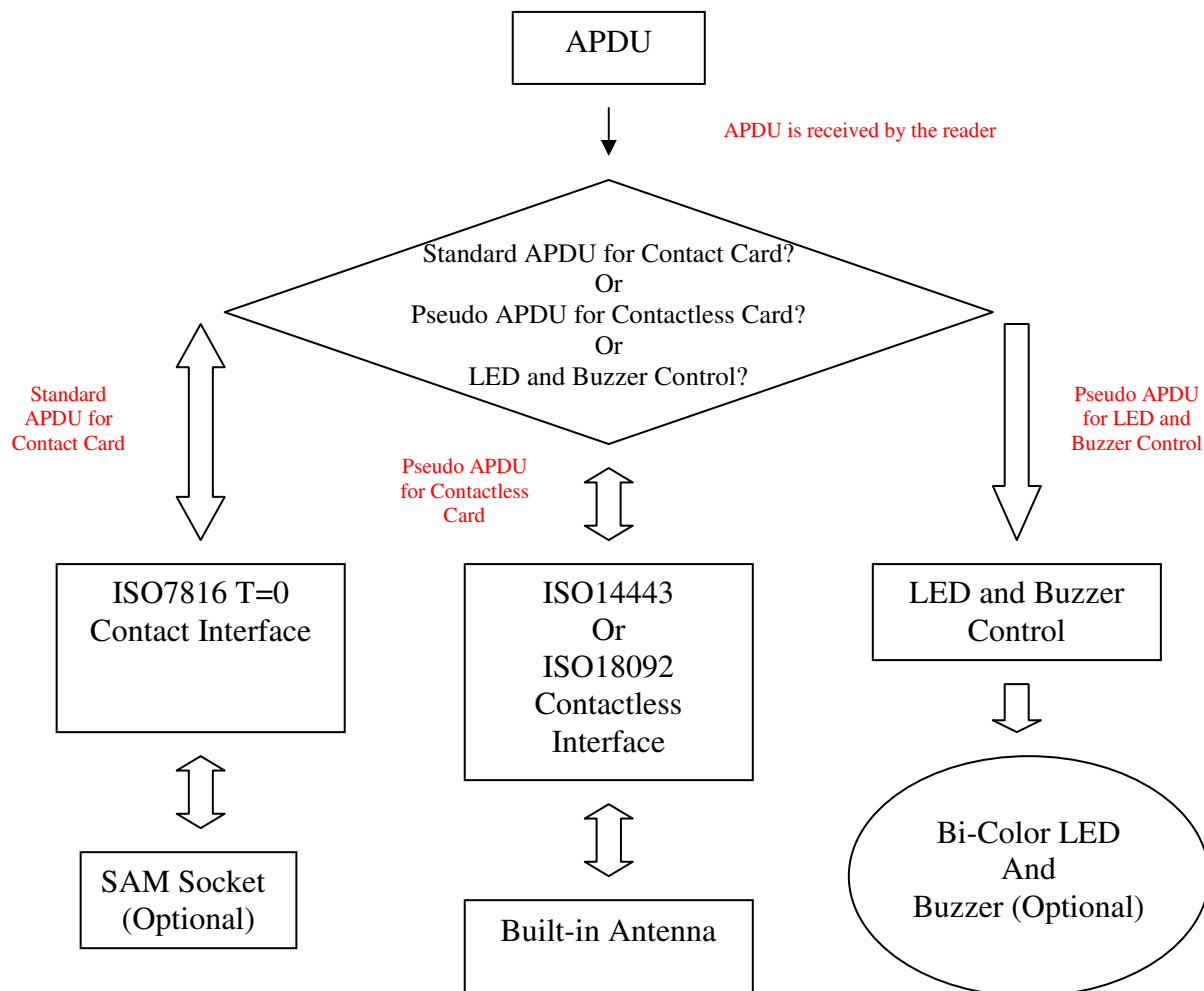 APDU
APDU is received by the reader
Standard APDU for Contact Card?
Or
Pseudo APDU for Contactless Card?
Or
LED and Buzzer Control?
Standard
APDU for
Contact Card
Pseudo APDU
for Contactless
Card
Pseudo APDU
for LED and
Buzzer Control
ISO7816 T=0
Contact Interface
ISO14443
Or
ISO18092
Contactless
Interface
LED and Buzzer
Control
SAM Socket
(Optional)
Built-in Antenna
Bi-Color LED
And
Buzzer (Optional)